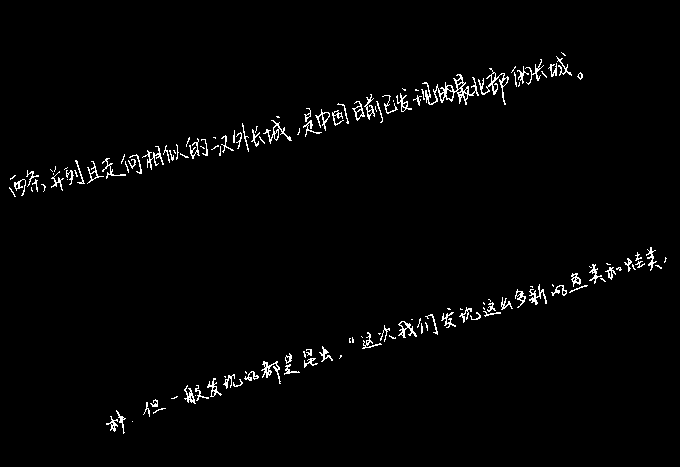 两条并列且走向相似的汉外长城,是中国目前已发现的最北部的长城。
种.但一般发现的都是昆虫,“这次我们发现这么多新的鱼类和蛙类,